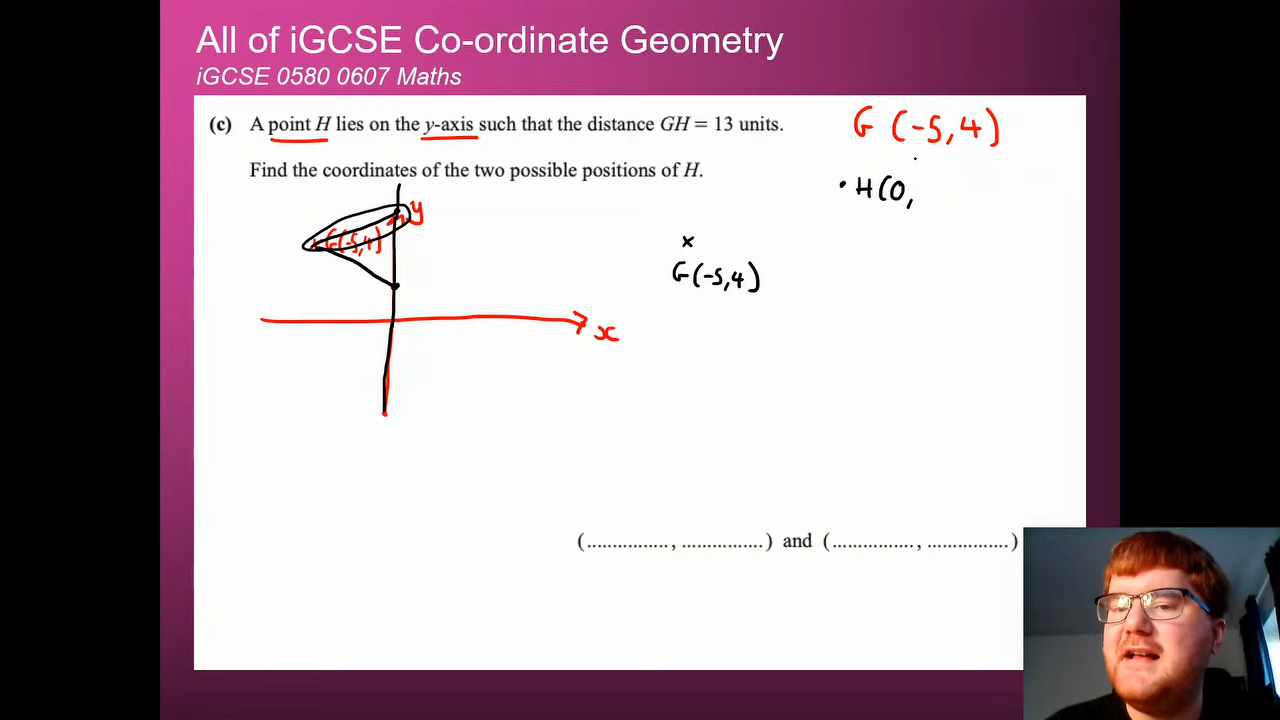 All of iGCSE Co-ordinate Geometry
iGCSE 0580 0607 Maths
(c) A point H lies on the y-axis such that the distance GH = 13 units.
G (-5,4)
Find the coordinates of the two possible positions of H.
• H(0,
y
G(-5,4)
x
G(-5,4)
x
(................, ................) and (................, ................)